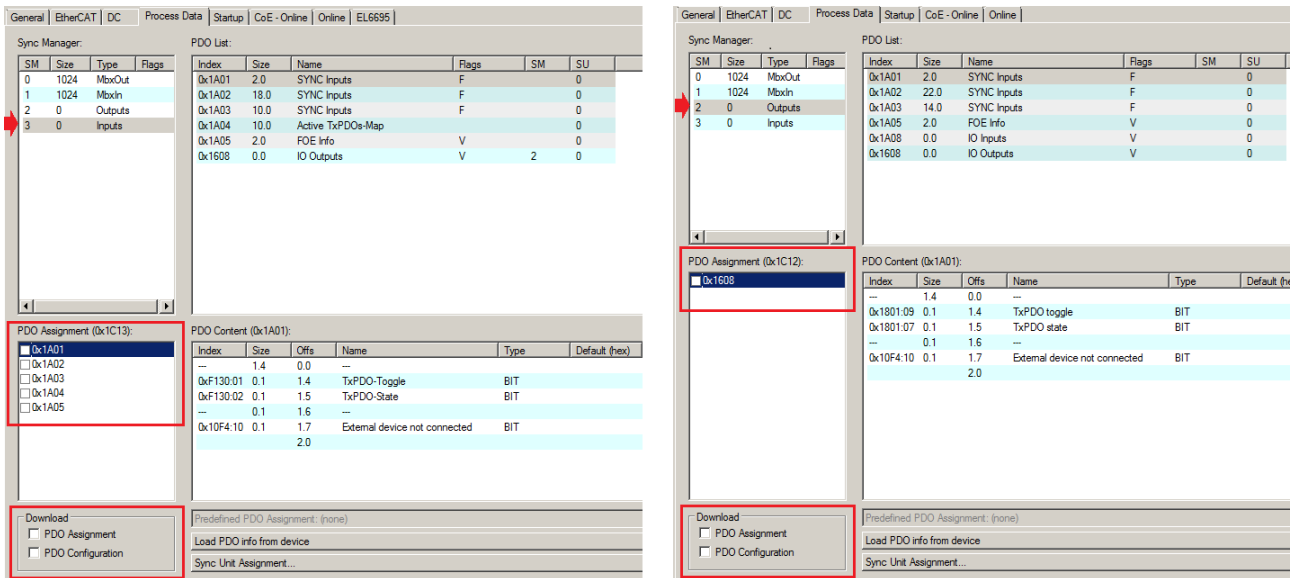 General EtherCAT DC Process Data Startup CoE - Online Online EL6695
Sync Manager:
SM Size Type Flags
0 1024 MbxOut
1 1024 MbxIn
2 0 Outputs
3 0 Inputs
PDO List:
Index Size Name Flags SM SU
0x1A01 2.0 SYNC Inputs F 0
0x1A02 18.0 SYNC Inputs F 0
0x1A03 10.0 SYNC Inputs F 0
0x1A04 10.0 Active TxPDOs-Map 0
0x1A05 2.0 FOE Info V 0
0x1608 0.0 IO Outputs V 2 0
PDO Assignment (0x1C13):
0x1A01
0x1A02
0x1A03
0x1A04
0x1A05
PDO Content (0x1A01):
Index Size Offs Name Type Default (hex)
--- 1.4 0.0 ---
0xF130:01 0.1 1.4 TxPDO-Toggle BIT
0xF130:02 0.1 1.5 TxPDO-State BIT
--- 0.1 1.6 ---
0x10F4:10 0.1 1.7 External device not connected BIT
2.0
Download
PDO Assignment
PDO Configuration
Predefined PDO Assignment: (none)
Load PDO info from device
Sync Unit Assignment...
General EtherCAT DC Process Data Startup CoE - Online Online
Sync Manager:
SM Size Type Flags
0 1024 MbxOut
1 1024 MbxIn
2 0 Outputs
3 0 Inputs
PDO List:
Index Size Name Flags SM SU
0x1A01 2.0 SYNC Inputs F 0
0x1A02 22.0 SYNC Inputs F 0
0x1A03 14.0 SYNC Inputs F 0
0x1A05 2.0 FOE Info V 0
0x1A08 0.0 IO Inputs V 0
0x1608 0.0 IO Outputs V 0
PDO Assignment (0x1C12):
0x1608
PDO Content (0x1A01):
Index Size Offs Name Type Default (he
--- 1.4 0.0 ---
0x1801:09 0.1 1.4 TxPDO toggle BIT
0x1801:07 0.1 1.5 TxPDO state BIT
--- 0.1 1.6 ---
0x10F4:10 0.1 1.7 External device not connected BIT
2.0
Download
PDO Assignment
PDO Configuration
Predefined PDO Assignment: (none)
Load PDO info from device
Sync Unit Assignment...